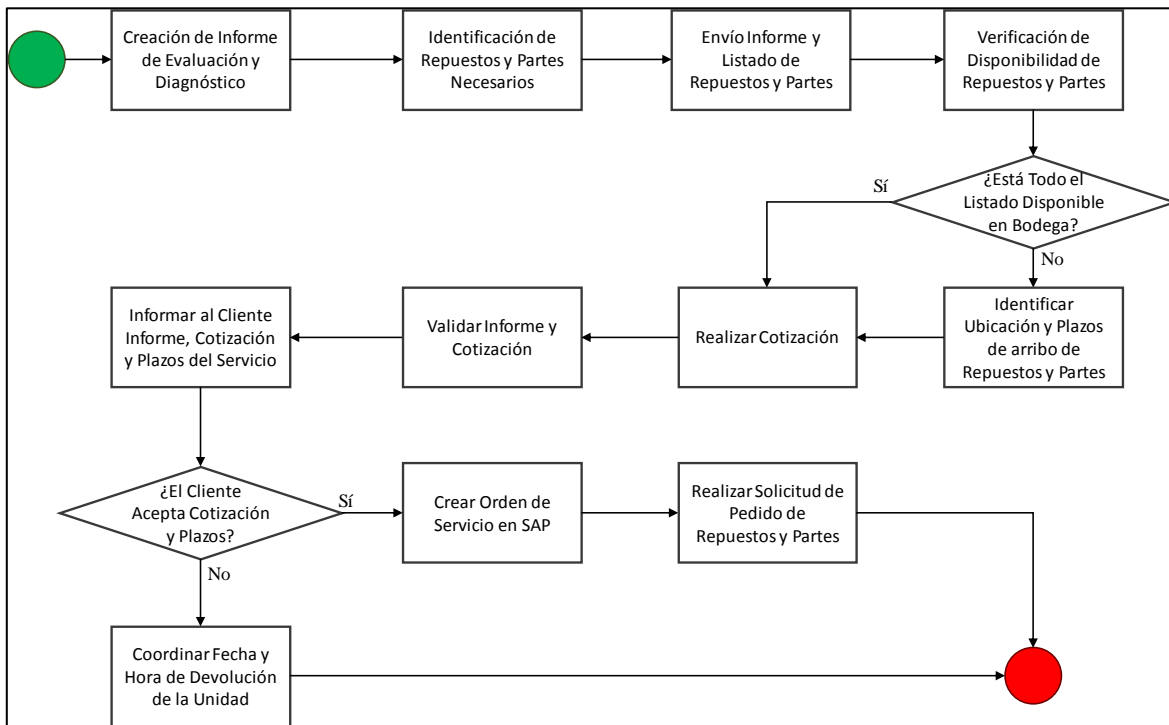 Creación de Informe
de Evaluación y
Diagnóstico
Identificación de
Repuestos y Partes
Necesarios
Envío Informe y
Listado de
Repuestos y Partes
Verificación de
Disponibilidad de
Repuestos y Partes
¿Está Todo el
Listado Disponible
en Bodega?
Sí
No
Identificar
Ubicación y Plazos
de arribo de
Repuestos y Partes
Realizar Cotización
Validar Informe y
Cotización
Informar al Cliente
Informe, Cotización
y Plazos del Servicio
¿El Cliente
Acepta Cotización
y Plazos?
Sí
No
Crear Orden de
Servicio en SAP
Realizar Solicitud de
Pedido de
Repuestos y Partes
Coordinar Fecha y
Hora de Devolución
de la Unidad